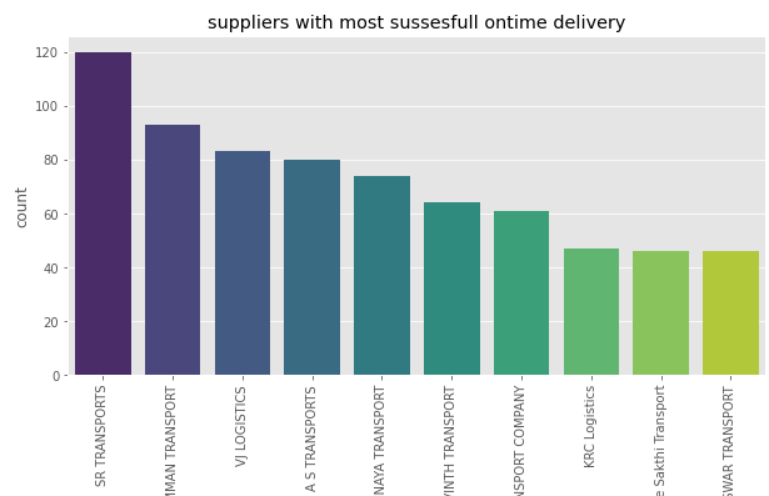 suppliers with most sussesfull ontime delivery
120
100
80
60
40
20
0
count
SR TRANSPORTS
MMAN TRANSPORT
VJ LOGISTICS
A S TRANSPORTS
NAYA TRANSPORT
VINTH TRANSPORT
NSPORT COMPANY
KRC Logistics
e Sakthi Transport
SWAR TRANSPORT